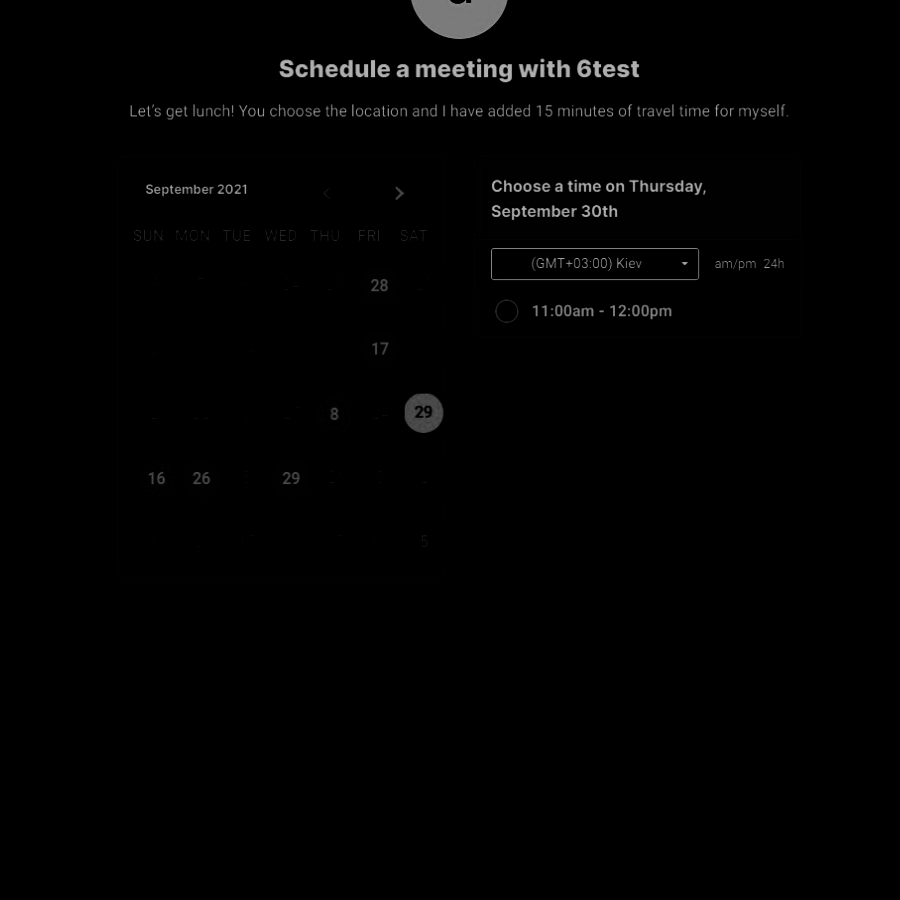 Schedule a meeting with 6test
Let's get lunch! You choose the location and I have added 15 minutes of travel time for myself.
September 2021
SUN MON TUE WED THU FRI SAT
28
17
8 29
16 26 29
5
Choose a time on Thursday,
September 30th
(GMT+03:00) Kiev am/pm 24h
11:00am - 12:00pm